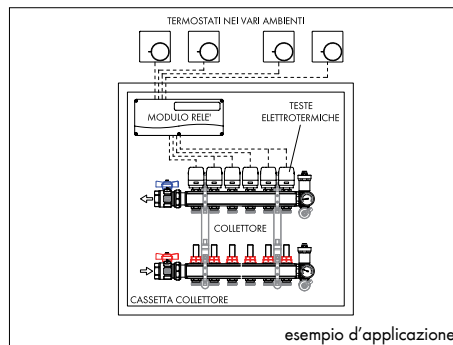 TERMOSTATI NEI VARI AMBIENTI
MODULO RELE'
TESTE
ELETTROTERMICHE
COLLETTORE
CASSETTA COLLETTORE
esempio d'applicazione